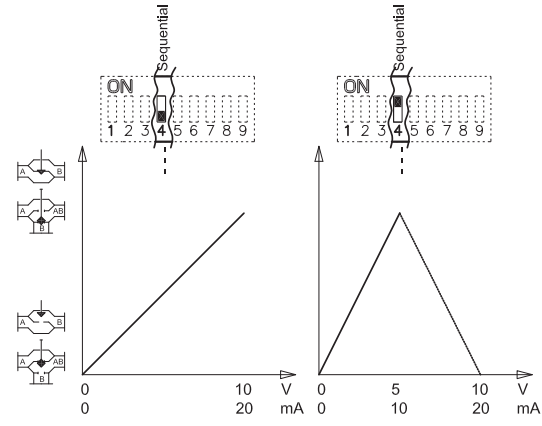 Sequential
ON
1 2 3 4 5 6 7 8 9
Sequential
ON
1 2 3 4 5 6 7 8 9
A B
A AB
B
A B
A AB
B
0 10 V
0 20 mA
0 5 10 V
0 10 20 mA